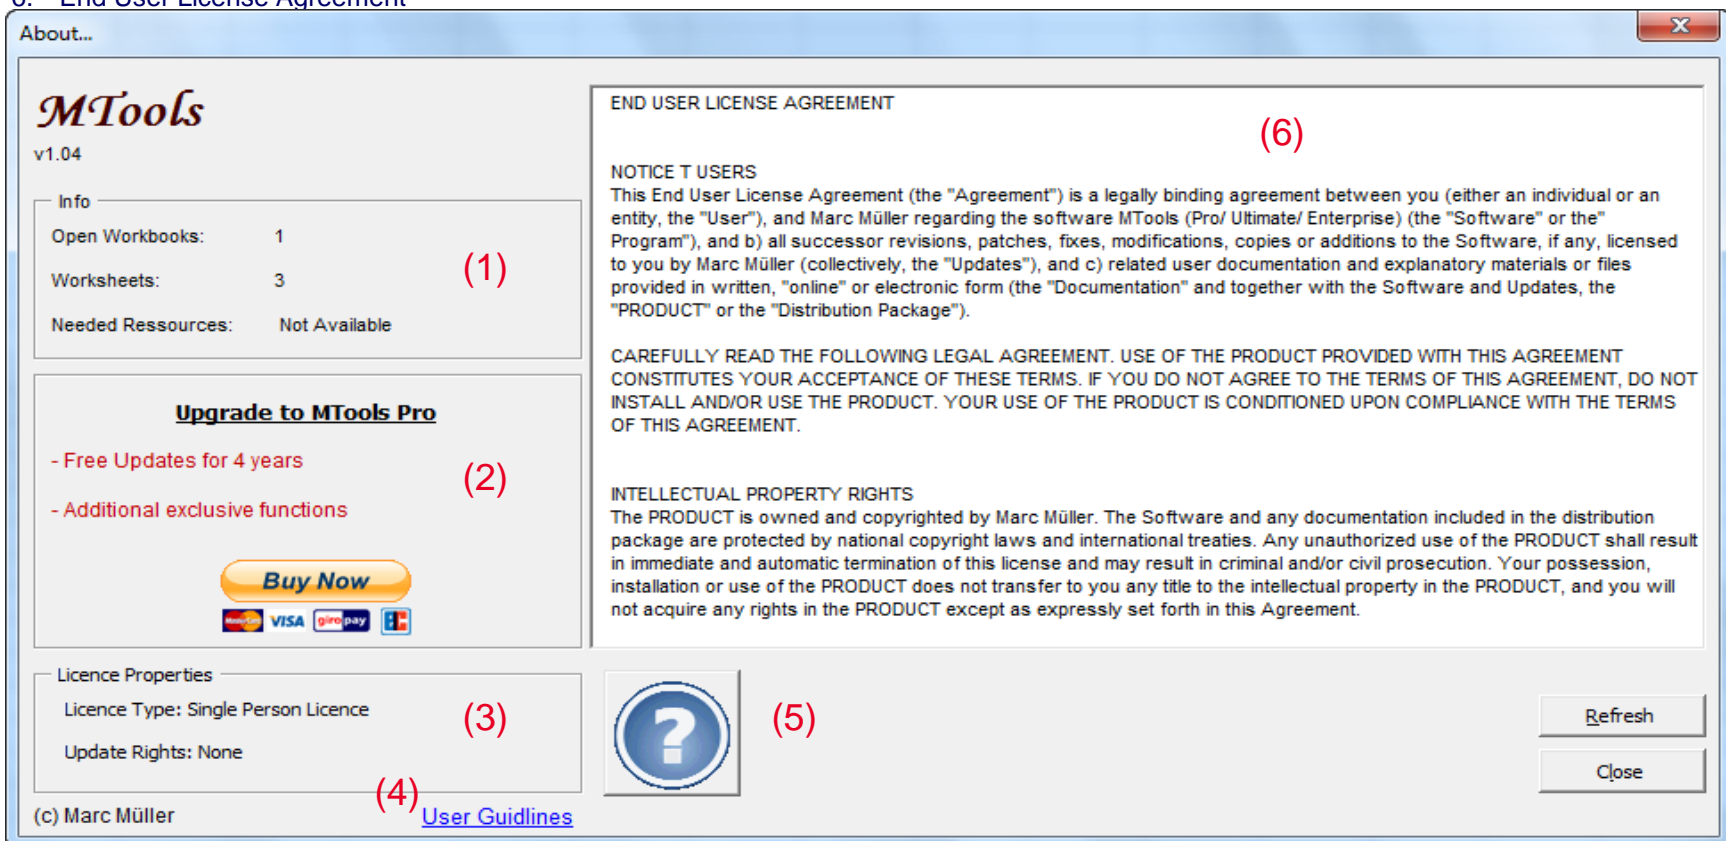 6. End User License Agreement
About...
MTools
v1.04
Info
Open Workbooks: 1
Worksheets: 3
(1)
Needed Ressources: Not Available
Upgrade to MTools Pro
- Free Updates for 4 years
(2)
- Additional exclusive functions
Buy Now
MasterCard VISA giropay EC
Licence Properties
Licence Type: Single Person Licence
(3)
Update Rights: None
(4)
(c) Marc Müller
User Guidlines
END USER LICENSE AGREEMENT
(6)
NOTICE T USERS
This End User License Agreement (the "Agreement") is a legally binding agreement between you (either an individual or an
entity, the "User"), and Marc Müller regarding the software MTools (Pro/ Ultimate/ Enterprise) (the "Software" or the"
Program"), and b) all successor revisions, patches, fixes, modifications, copies or additions to the Software, if any, licensed
to you by Marc Müller (collectively, the "Updates"), and c) related user documentation and explanatory materials or files
provided in written, "online" or electronic form (the "Documentation" and together with the Software and Updates, the
"PRODUCT" or the "Distribution Package").
CAREFULLY READ THE FOLLOWING LEGAL AGREEMENT. USE OF THE PRODUCT PROVIDED WITH THIS AGREEMENT
CONSTITUTES YOUR ACCEPTANCE OF THESE TERMS. IF YOU DO NOT AGREE TO THE TERMS OF THIS AGREEMENT, DO NOT
INSTALL AND/OR USE THE PRODUCT. YOUR USE OF THE PRODUCT IS CONDITIONED UPON COMPLIANCE WITH THE TERMS
OF THIS AGREEMENT.
INTELLECTUAL PROPERTY RIGHTS
The PRODUCT is owned and copyrighted by Marc Müller. The Software and any documentation included in the distribution
package are protected by national copyright laws and international treaties. Any unauthorized use of the PRODUCT shall result
in immediate and automatic termination of this license and may result in criminal and/or civil prosecution. Your possession,
installation or use of the PRODUCT does not transfer to you any title to the intellectual property in the PRODUCT, and you will
not acquire any rights in the PRODUCT except as expressly set forth in this Agreement.
?
(5)
Refresh
Close